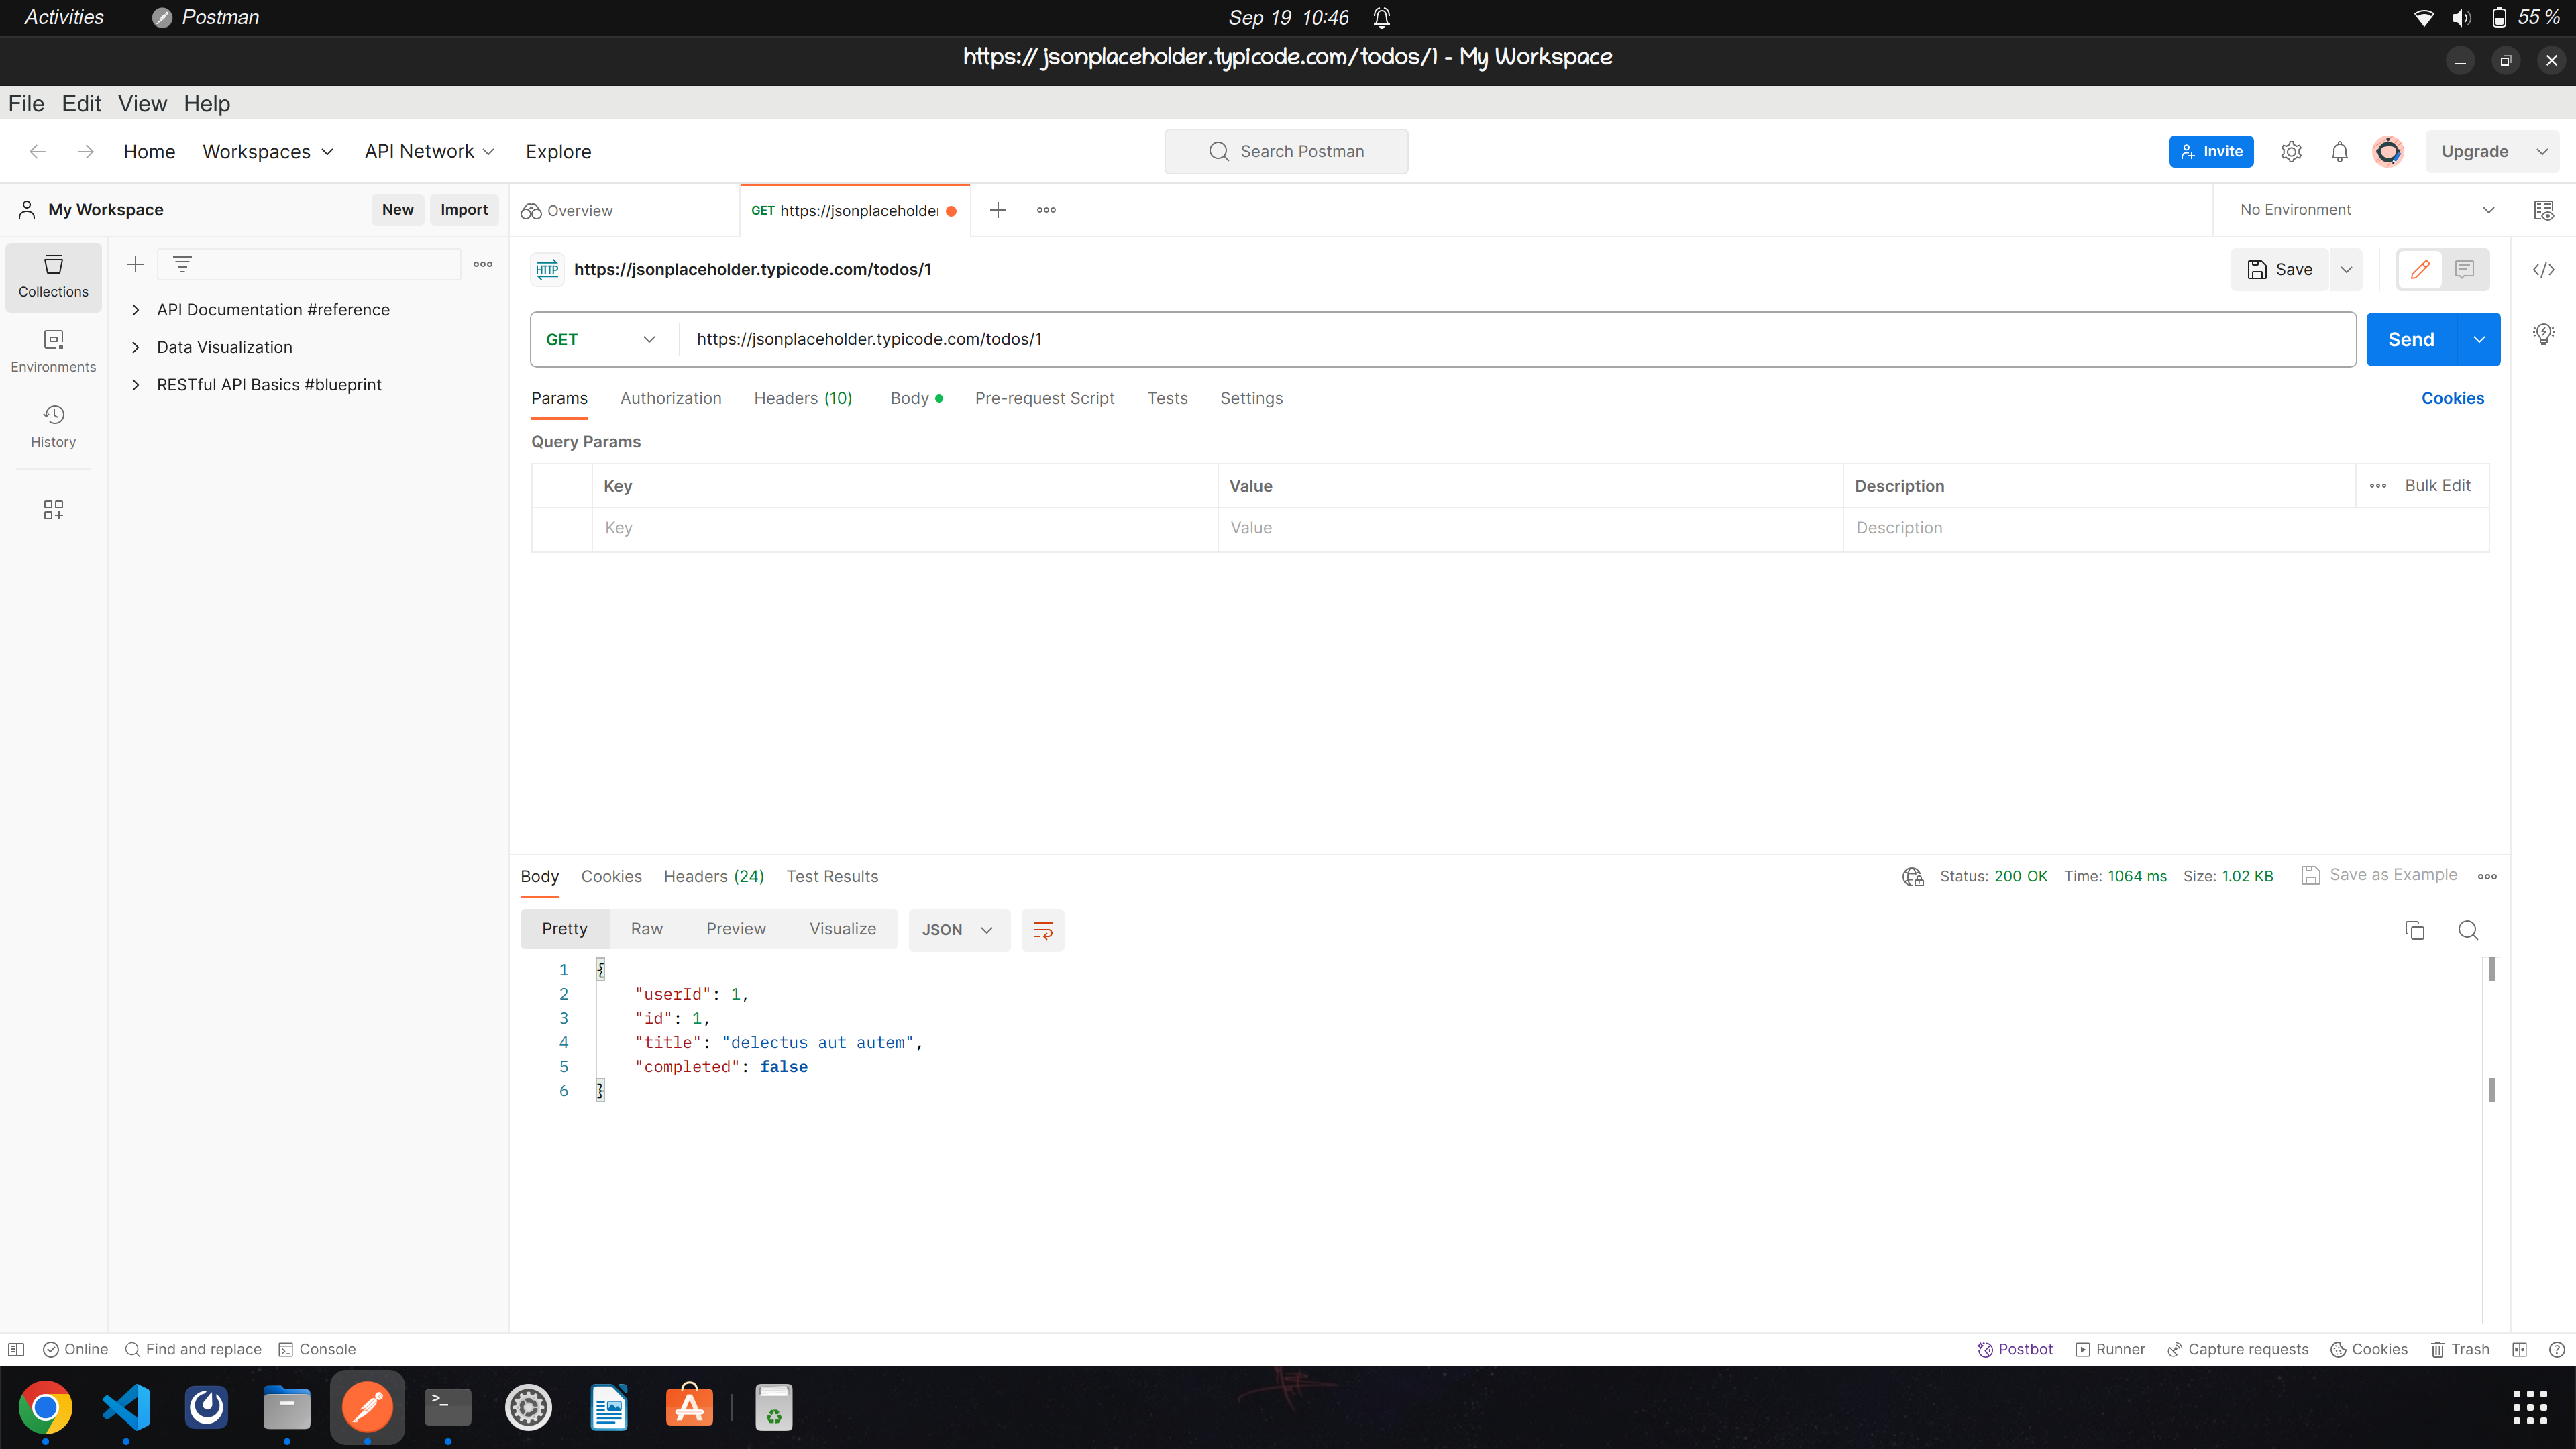 Activities Postman Sep 19 10:46 55 %
https://jsonplaceholder.typicode.com/todos/1 - My Workspace
File Edit View Help
Home Workspaces API Network Explore Search Postman Invite Upgrade
My Workspace New Import Overview GET https://jsonplaceholder No Environment
Collections
Environments
History
API Documentation #reference
Data Visualization
RESTful API Basics #blueprint
HTTP https://jsonplaceholder.typicode.com/todos/1 Save
GET https://jsonplaceholder.typicode.com/todos/1 Send
Params Authorization Headers (10) Body Pre-request Script Tests Settings Cookies
Query Params
Key Value Description Bulk Edit
Key Value Description
Body Cookies Headers (24) Test Results Status: 200 OK Time: 1064 ms Size: 1.02 KB Save as Example
Pretty Raw Preview Visualize JSON
1 {
2 "userId": 1,
3 "id": 1,
4 "title": "delectus aut autem",
5 "completed": false
6 }
Online Find and replace Console Postbot Runner Capture requests Cookies Trash